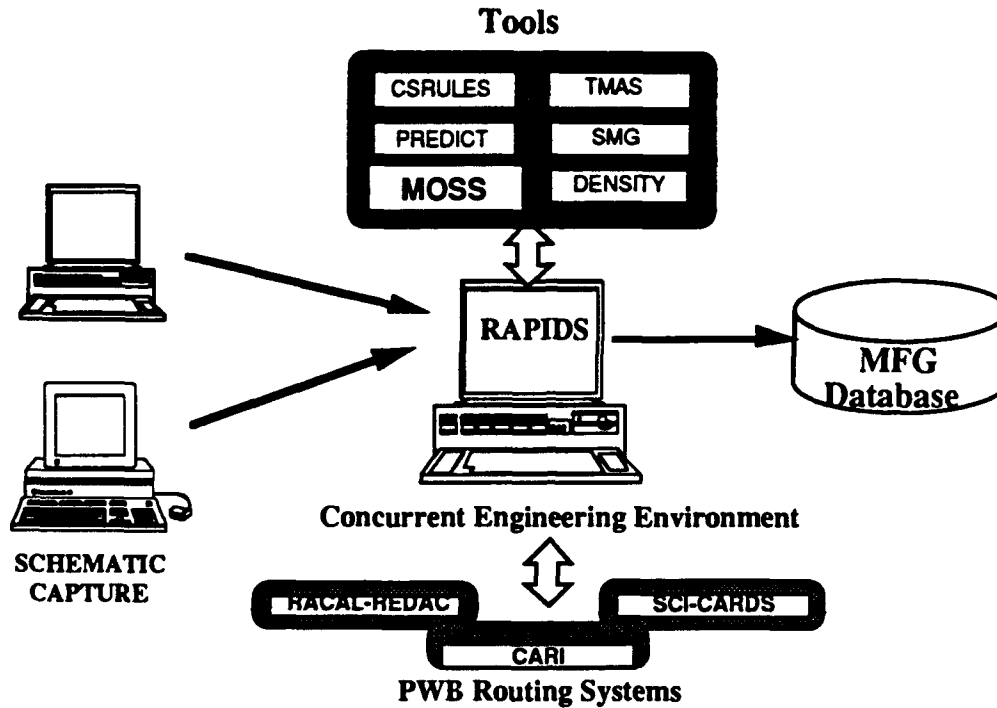 Tools
CSRULES
TMAS
PREDICT
SMG
MOSS
DENSITY
RAPIDS
MFG
Database
Concurrent Engineering Environment
SCHEMATIC
CAPTURE
RACAL-REDAC
SCI-CARDS
CARI
PWB Routing Systems